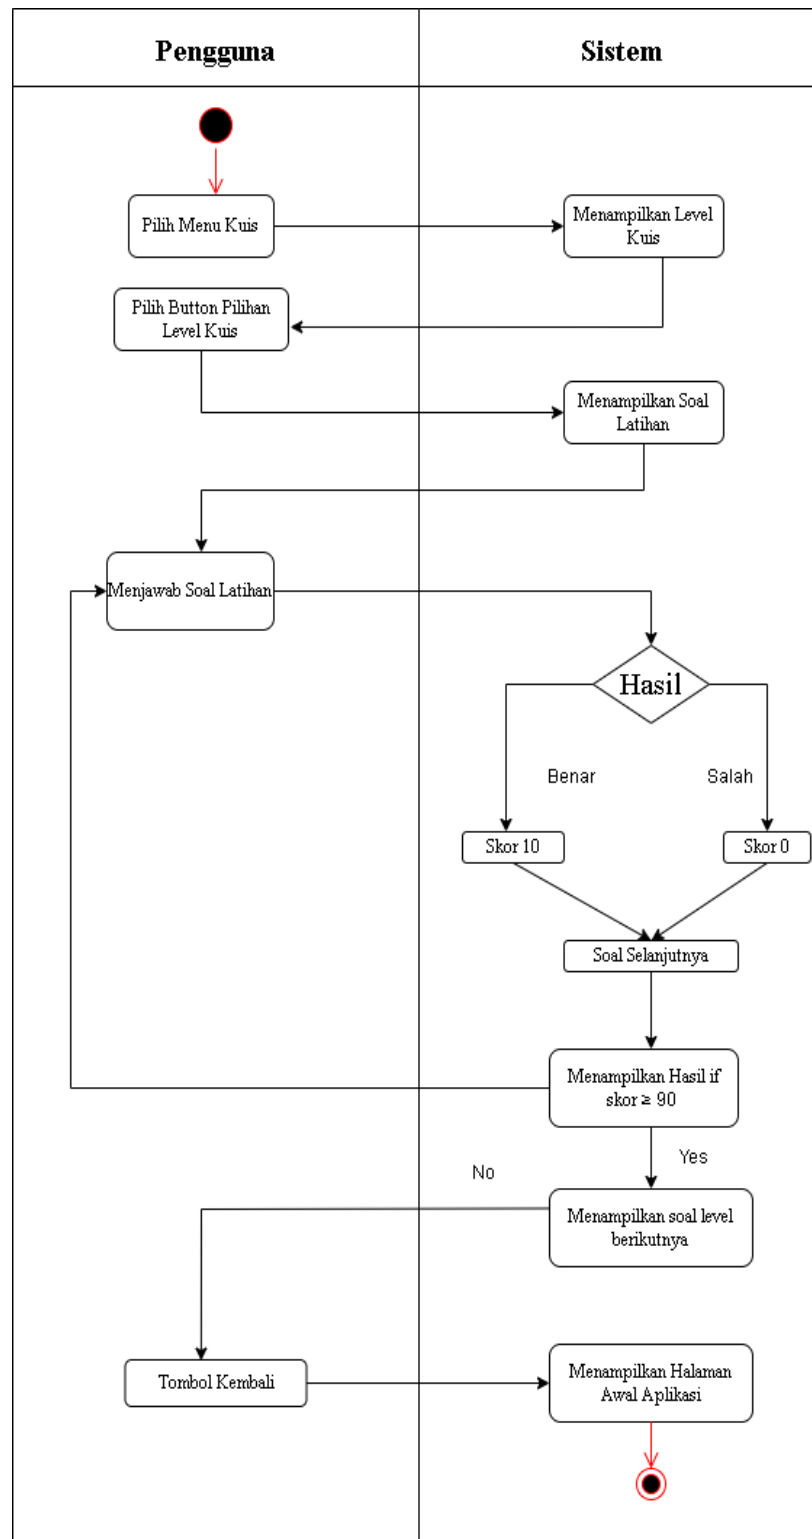 Pengguna
Sistem
Pilih Menu Kuis
Menampilkan Level
Kuis
Pilih Button Pilihan
Level Kuis
Menampilkan Soal
Latihan
Menjawab Soal Latihan
Hasil
Benar
Salah
Skor 10
Skor 0
Soal Selanjutnya
Menampilkan Hasil if
skor ≥ 90
Yes
No
Menampilkan soal level
berikutnya
Tombol Kembali
Menampilkan Halaman
Awal Aplikasi